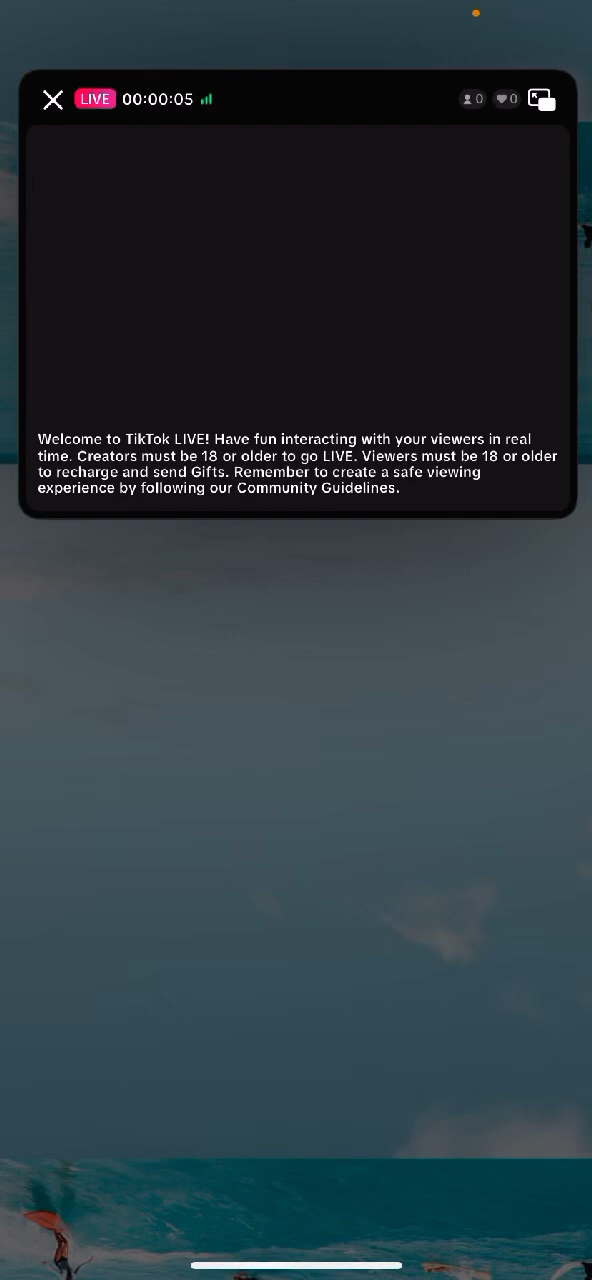 LIVE 00:00:05 0 0
Welcome to TikTok LIVE! Have fun interacting with your viewers in real
time. Creators must be 18 or older to go LIVE. Viewers must be 18 or older
to recharge and send Gifts. Remember to create a safe viewing
experience by following our Community Guidelines.